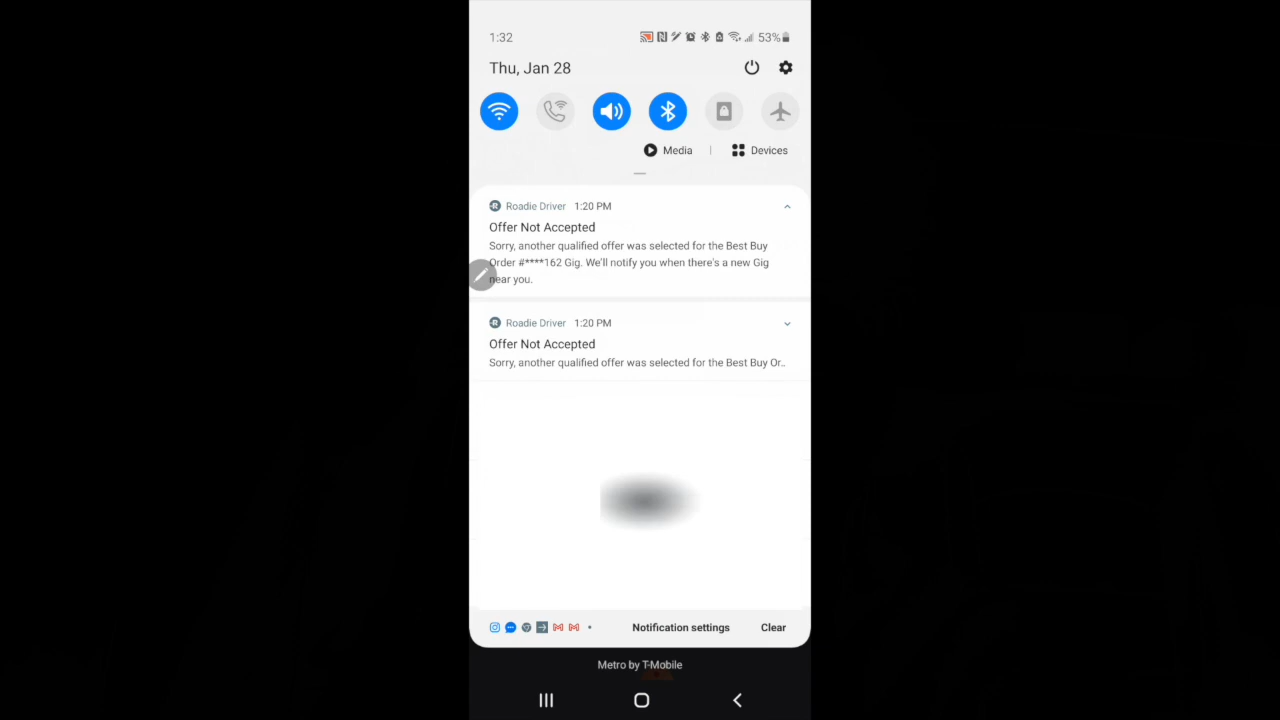 1:32 53%
Thu, Jan 28
Media | Devices
Roadie Driver 1:20 PM
Offer Not Accepted
Sorry, another qualified offer was selected for the Best Buy
Order #****162 Gig. We'll notify you when there's a new Gig
near you.
Roadie Driver 1:20 PM
Offer Not Accepted
Sorry, another qualified offer was selected for the Best Buy Or..
Notification settings Clear
Metro by T-Mobile